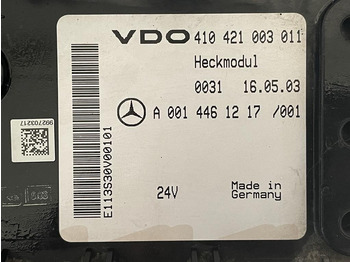 VDO 410 421 003 011
Heckmodul
0031 16.05.03
A 001 446 12 17 /001
24V
Made in
Germany
E113S30V00101
992703217